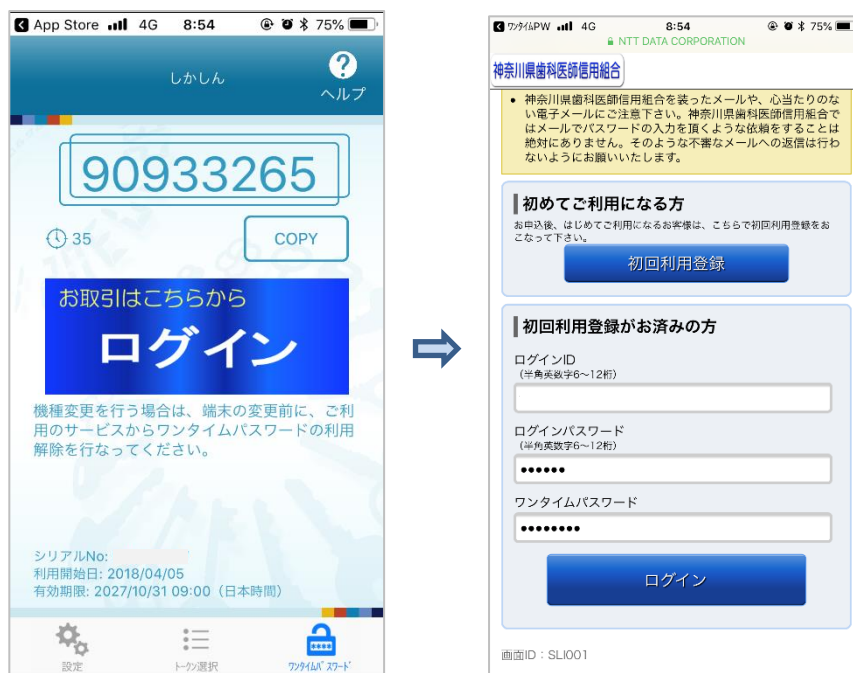 App Store 4G 8:54 75%
しかしん
ヘルプ
90933265
35
COPY
お取引はこちらから
ログイン
機種変更を行う場合は、端末の変更前に、ご利
用のサービスからワンタイムパスワードの利用
解除を行なってください。
シリアルNo:
利用開始日: 2018/04/05
有効期限: 2027/10/31 09:00（日本時間）
設定
トークン選択
ワンタイムパスワード
ワンタイムPW 4G 8:54 75%
NTT DATA CORPORATION
神奈川県歯科医師信用組合
• 神奈川県歯科医師信用組合を装ったメールや、心当たりのな
い電子メールにご注意下さい。神奈川県歯科医師信用組合で
はメールでパスワードの入力を頂くような依頼をすることは
絶対にありません。そのような不審なメールへの返信は行わ
ないようにお願いいたします。
初めてご利用になる方
お申込後、はじめてご利用になるお客様は、こちらで初回利用登録をお
こなって下さい。
初回利用登録
初回利用登録がお済みの方
ログインID
（半角英数字6～12桁）
ログインパスワード
（半角英数字6～12桁）
••••••
ワンタイムパスワード
••••••••
ログイン
画面ID：SLI001